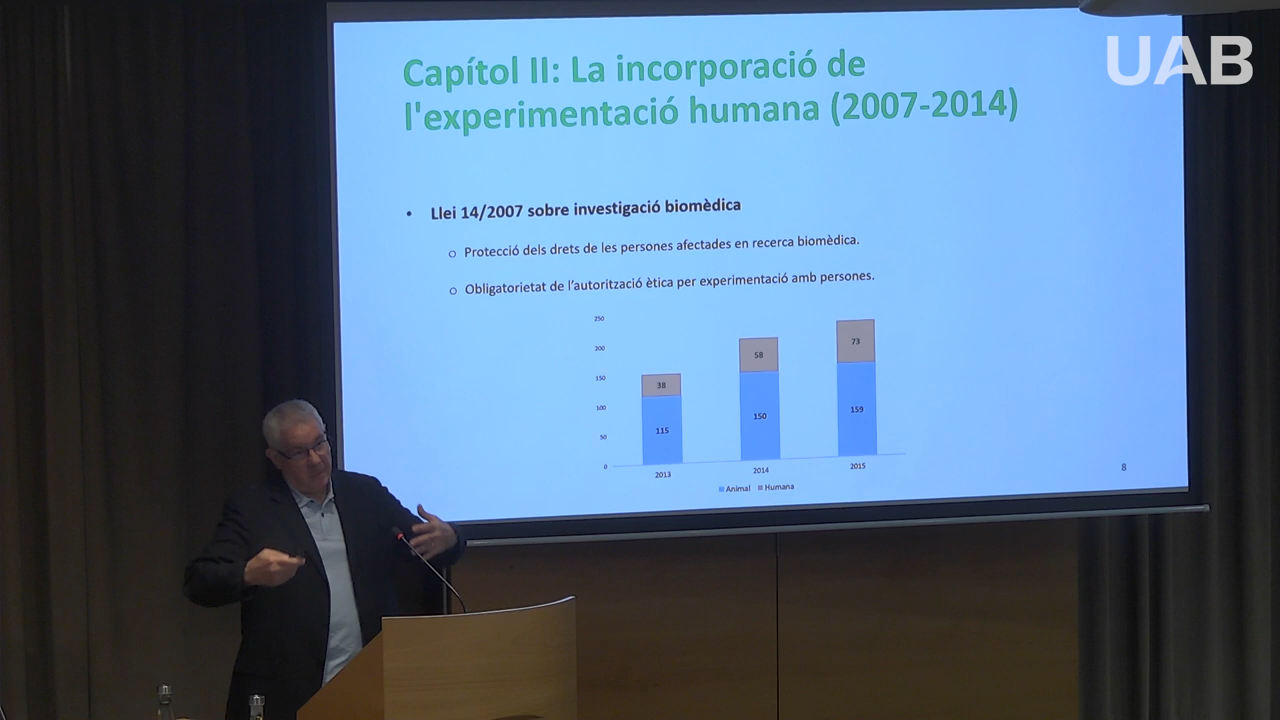 UAB
Capítol II: La incorporació de
l'experimentació humana (2007-2014)
• Llei 14/2007 sobre investigació biomèdica
o Protecció dels drets de les persones afectades en recerca biomèdica.
o Obligatorietat de l'autorització ètica per experimentació amb persones.
250
200
150
100
50
0
38
115
58
150
73
159
2013
2014
2015
Animal
Humana
8